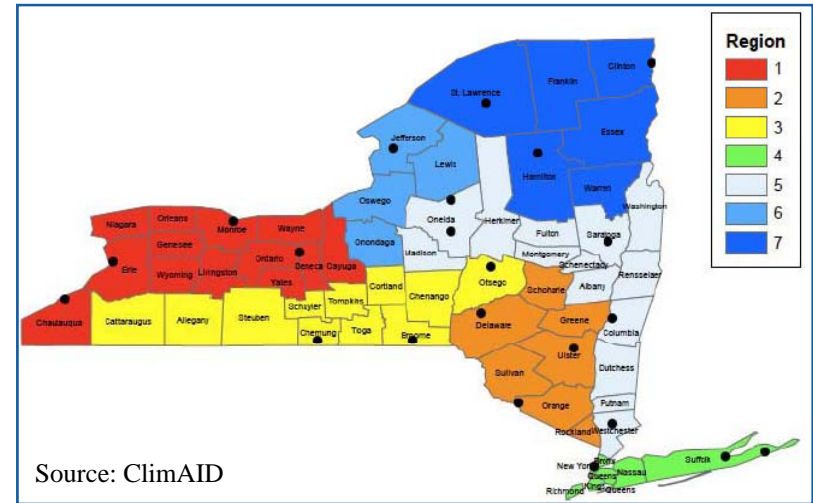 Region
1
2
3
4
5
6
7
Clinton
Franklin
St. Lawrence
Essex
Jefferson
Lewis
Hamilton
Warren
Washington
Oswego
Oneida
Herkimer
Niagara
Orleans
Monroe
Wayne
Onondaga
Fulton
Saratoga
Genesee
Ontario
Madison
Montgomery
Schenectady
Erie
Wyoming
Livingston
Seneca
Cayuga
Rensselaer
Yates
Cortland
Otsego
Schoharie
Albany
Chautauqua
Cattaraugus
Allegany
Steuben
Schuyler
Tompkins
Chenango
Chemung
Tioga
Broome
Delaware
Greene
Columbia
Ulster
Dutchess
Sullivan
Orange
Putnam
Rockland
Westchester
New York
Bronx
Queens
Nassau
Suffolk
Kings
Richmond
Queens
Source: ClimAID